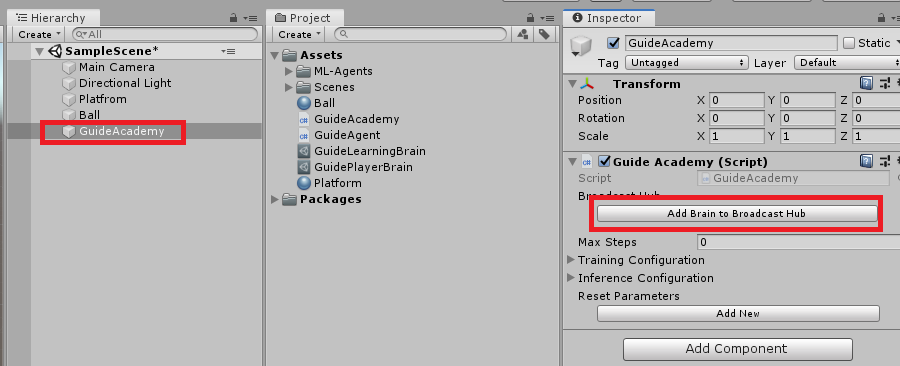 Hierarchy
Create
All
SampleScene*
Main Camera
Directional Light
Platfrom
Ball
GuideAcademy
Project
Create
Assets
ML-Agents
Scenes
Ball
GuideAcademy
GuideAgent
GuideLearningBrain
GuidePlayerBrain
Platform
Packages
Inspector
GuideAcademy Static
Tag Untagged Layer Default
Transform
Position X 0 Y 0 Z 0
Rotation X 0 Y 0 Z 0
Scale X 1 Y 1 Z 1
Guide Academy (Script)
Script GuideAcademy
Broadcast Hub
Add Brain to Broadcast Hub
Max Steps 0
Training Configuration
Inference Configuration
Reset Parameters
Add New
Add Component